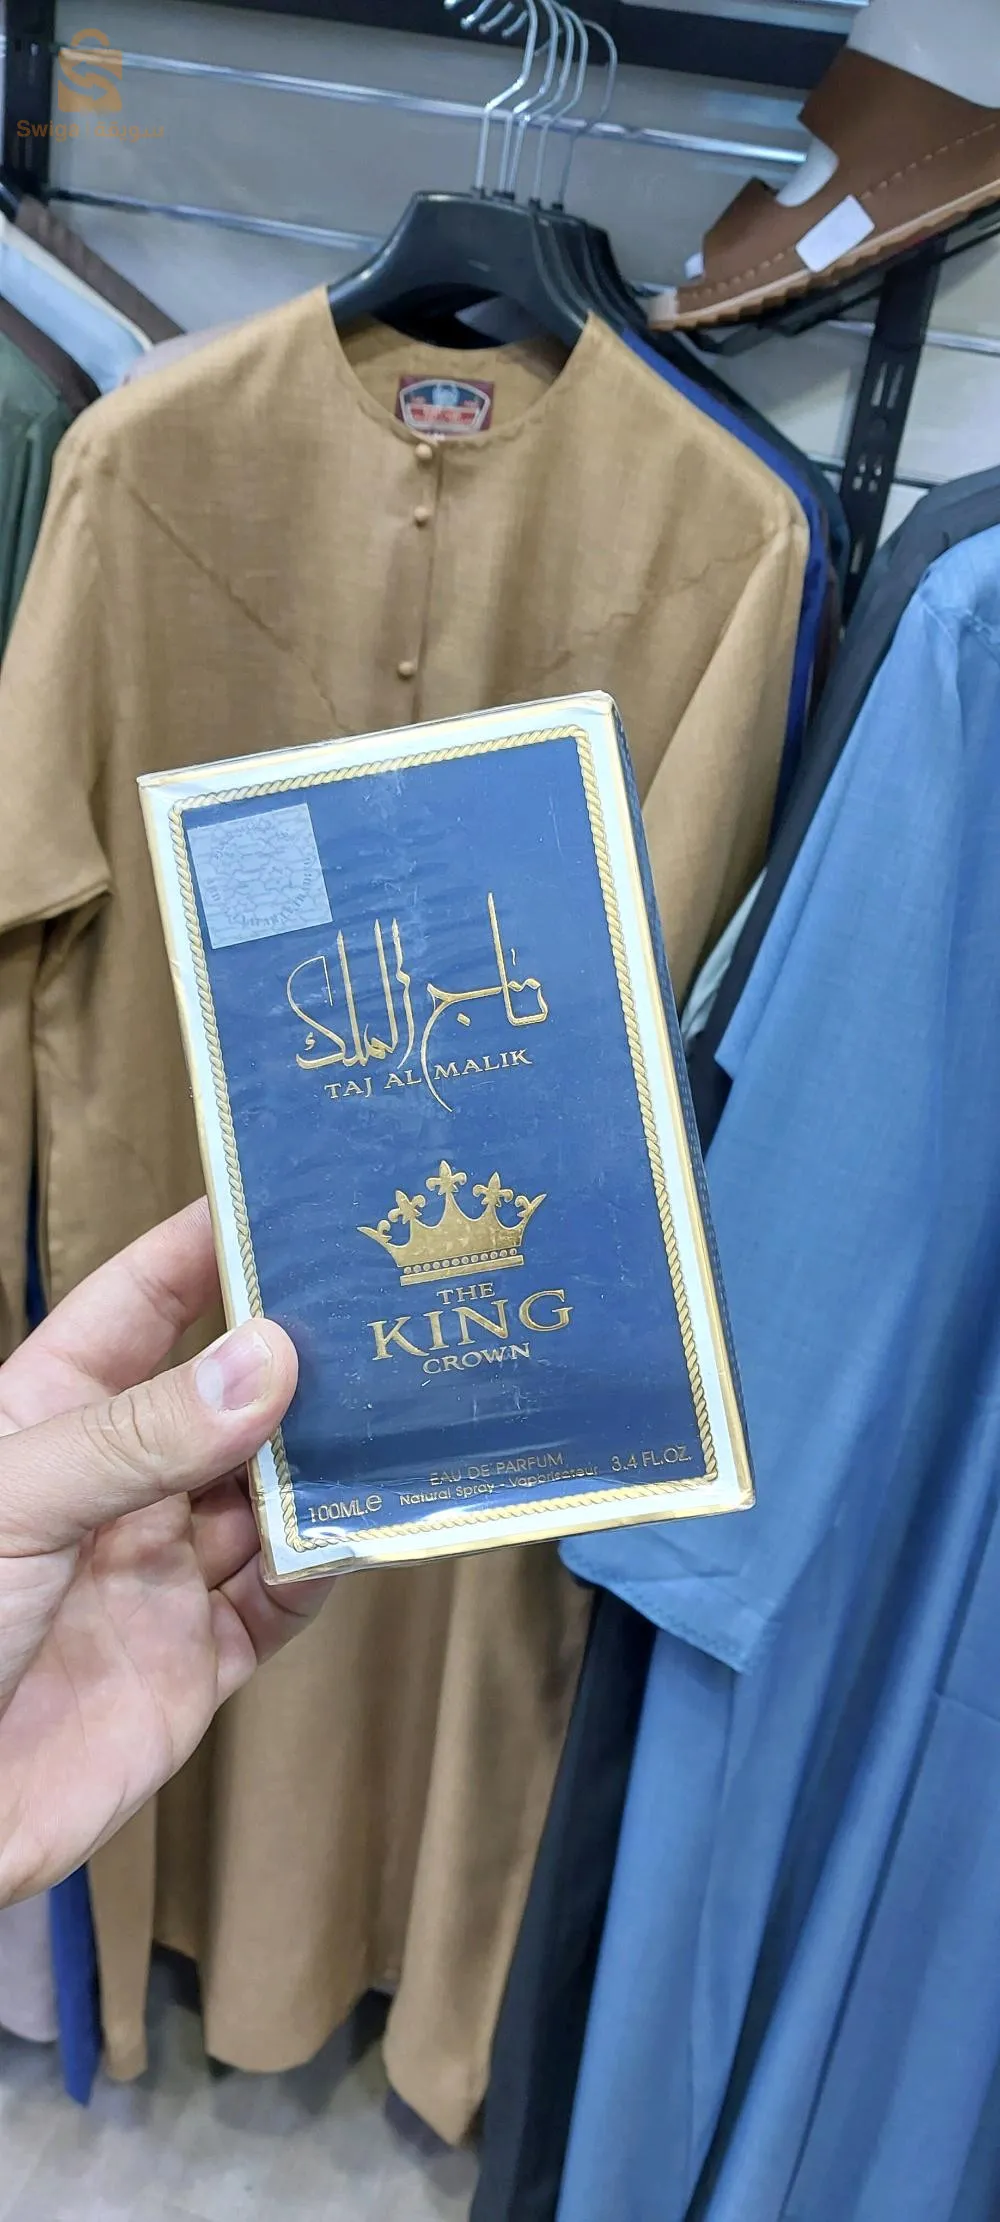 Swiga سويقة
تاج الملك
TAJ AL MALIK
THE
KING
CROWN
EAU DE PARFUM
100ML.e Natural Spray - Vaporisateur 3.4 FL.OZ.